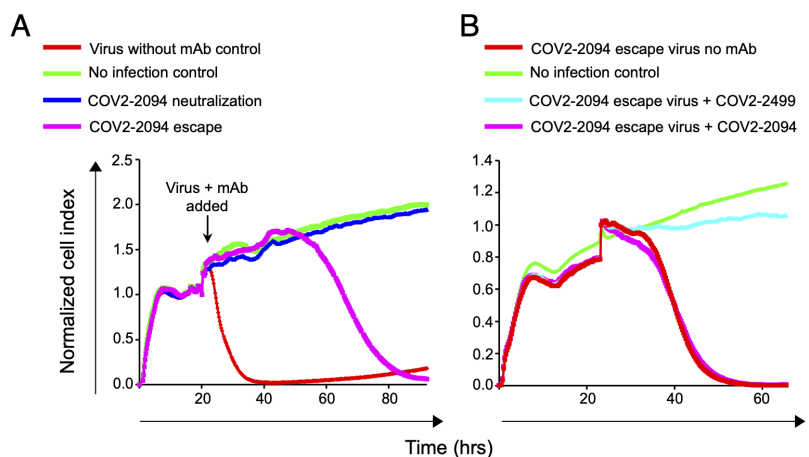 A
Virus without mAb control
No infection control
COV2-2094 neutralization
COV2-2094 escape
B
COV2-2094 escape virus no mAb
No infection control
COV2-2094 escape virus + COV2-2499
COV2-2094 escape virus + COV2-2094
Normalized cell index
2.5
2.0
1.5
1.0
0.5
0.0
Virus + mAb
added
20
40
60
80
1.4
1.2
1.0
0.8
0.6
0.4
0.2
0.0
20
40
60
Time (hrs)